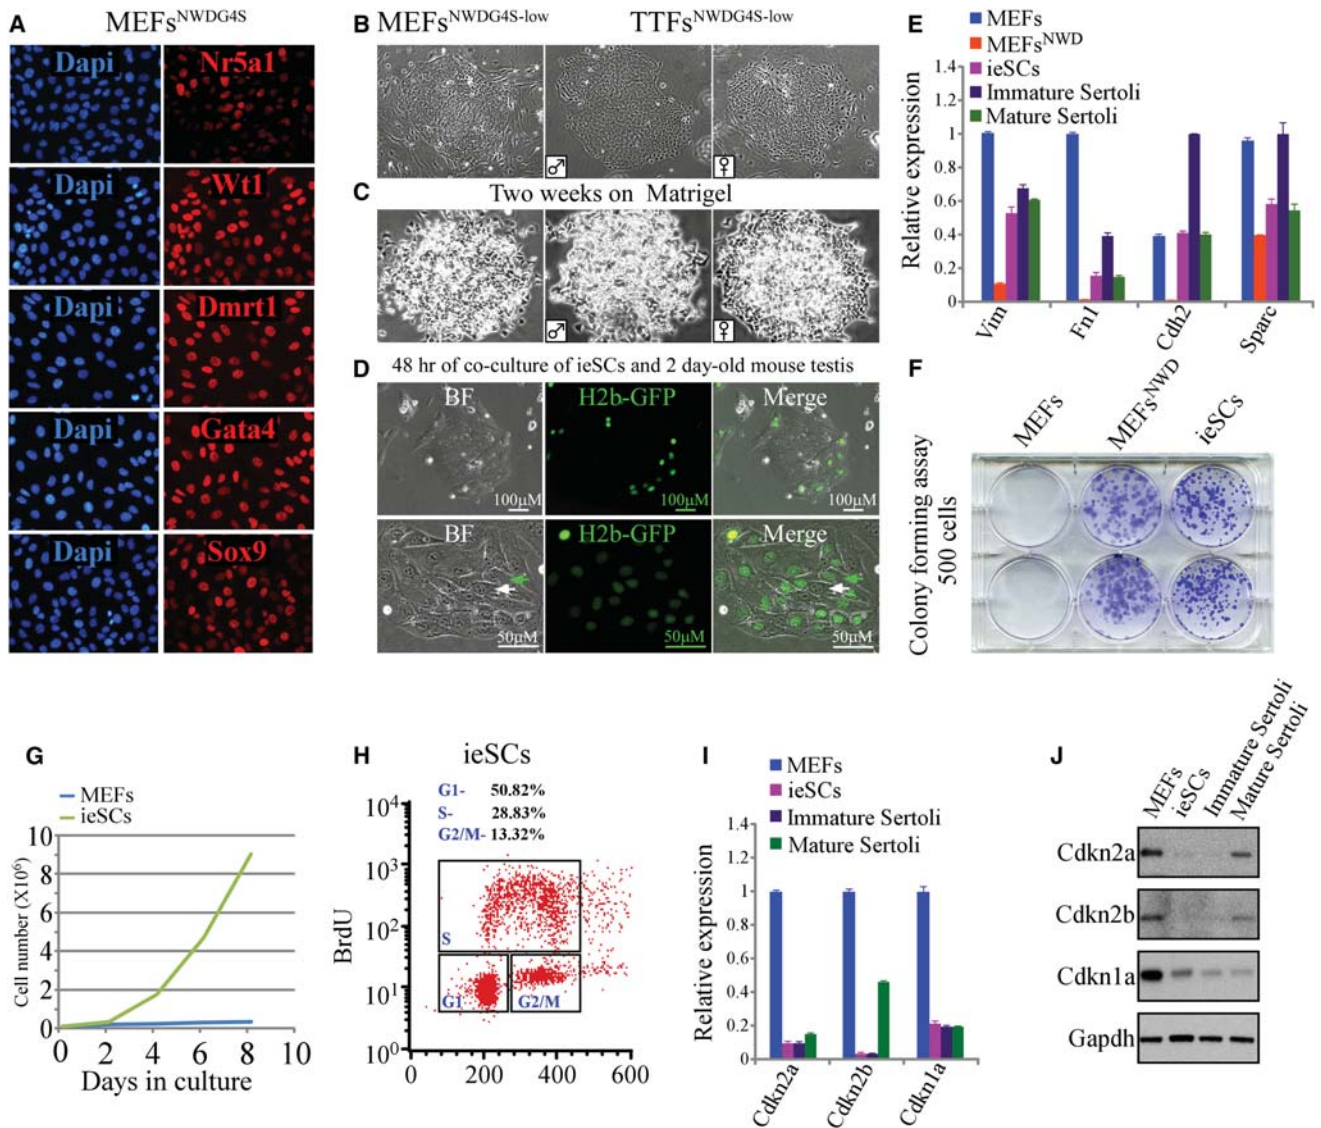 A MEFsNWDG4S
Dapi Nr5a1
Dapi Wt1
Dapi Dmrt1
Dapi Gata4
Dapi Sox9
B MEFsNWDG4S-low TTFsNWDG4S-low
♂ ♀
C Two weeks on Matrigel
♂ ♀
D 48 hr of co-culture of ieSCs and 2 day-old mouse testis
BF H2b-GFP Merge
100µM 100µM 100µM
BF H2b-GFP Merge
50µM 50µM 50µM
E
MEFs
MEFsNWD
ieSCs
Immature Sertoli
Mature Sertoli
Relative expression
1.4
1.2
1
0.8
0.6
0.4
0.2
0
Vim Fn1 Cdh2 Sparc
F
MEFs MEFsNWD ieSCs
Colony forming assay
500 cells
G
MEFs
ieSCs
Cell number (X10⁶)
10
8
6
4
2
0
0 2 4 6 8 10
Days in culture
H ieSCs
G1- 50.82%
S- 28.83%
G2/M- 13.32%
BrdU
10⁴
10³
10²
10¹
10⁰
S
G1 G2/M
0 200 400 600
I
MEFs
ieSCs
Immature Sertoli
Mature Sertoli
Relative expression
1.4
1.2
1
0.8
0.6
0.4
0.2
0
Cdkn2a Cdkn2b Cdkn1a
J
MEFs ieSCs Immature Sertoli Mature Sertoli
Cdkn2a
Cdkn2b
Cdkn1a
Gapdh